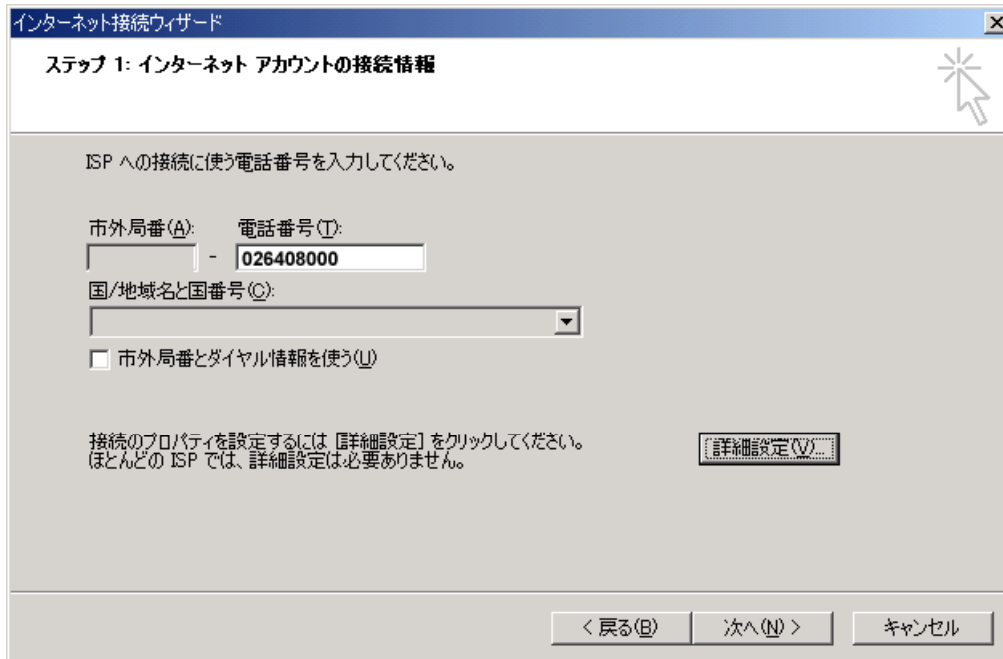 インターネット接続ウィザード
ステップ 1: インターネット アカウントの接続情報
ISP への接続に使う電話番号を入力してください。
市外局番(A): 電話番号(T):
- 026408000
国/地域名と国番号(C):
市外局番とダイヤル情報を使う(U)
接続のプロパティを設定するには [詳細設定] をクリックしてください。
ほとんどの ISP では、詳細設定は必要ありません。
詳細設定(V)...
< 戻る(B) 次へ(N) > キャンセル